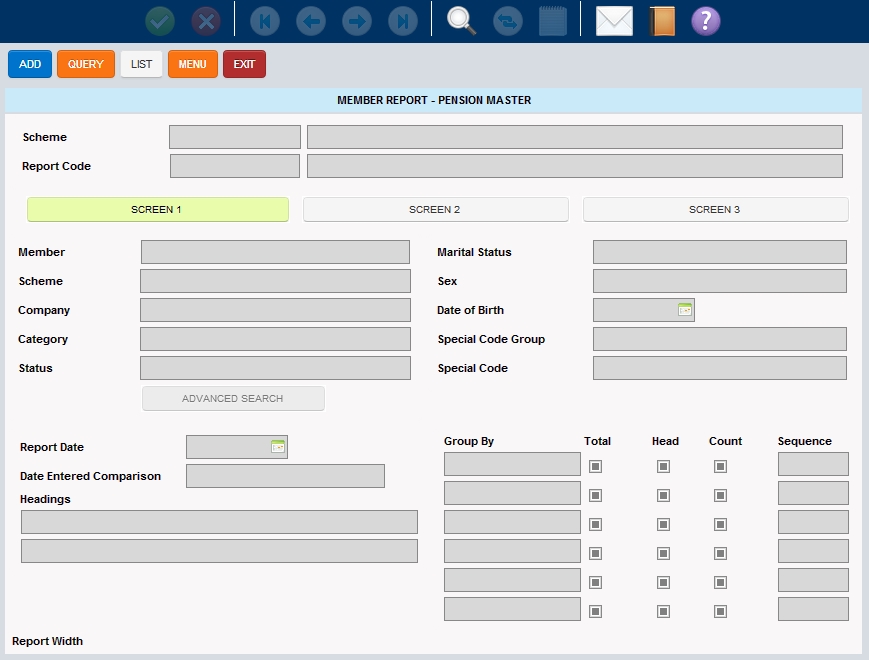 ?
ADD QUERY LIST MENU EXIT
MEMBER REPORT - PENSION MASTER
Scheme
Report Code
SCREEN 1 SCREEN 2 SCREEN 3
Member Marital Status
Scheme Sex
Company Date of Birth
Category Special Code Group
Status Special Code
ADVANCED SEARCH
Group By Total Head Count Sequence
Report Date
Date Entered Comparison
Headings
Report Width